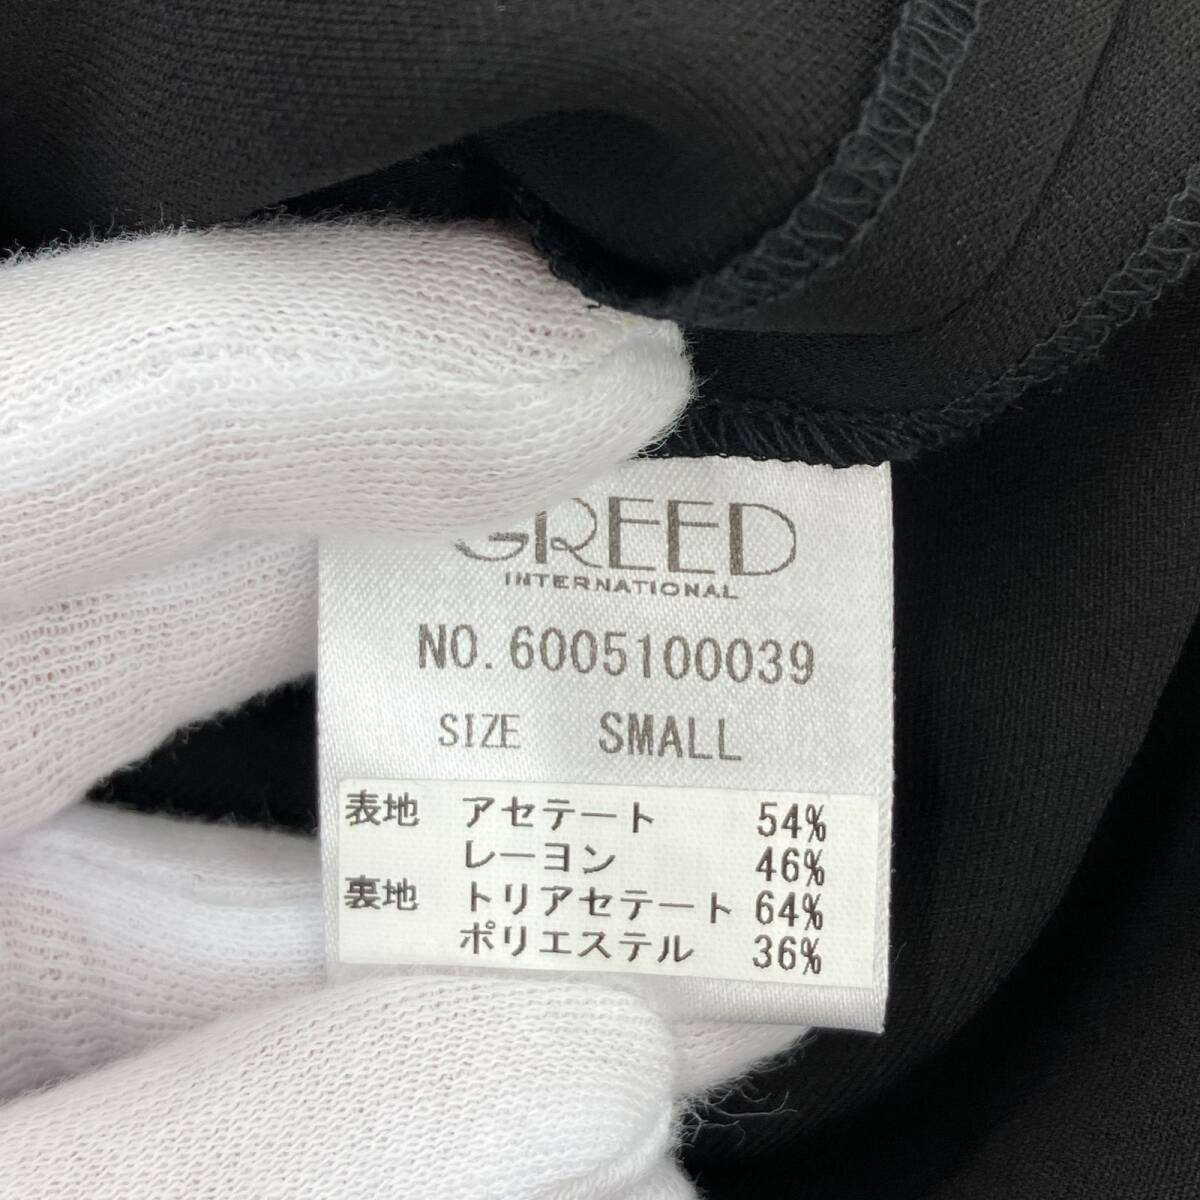 GREED
INTERNATIONAL
NO.6005100039
SIZE SMALL
表地 アセテート 54%
レーヨン 46%
裏地 トリアセテート 64%
ポリエステル 36%